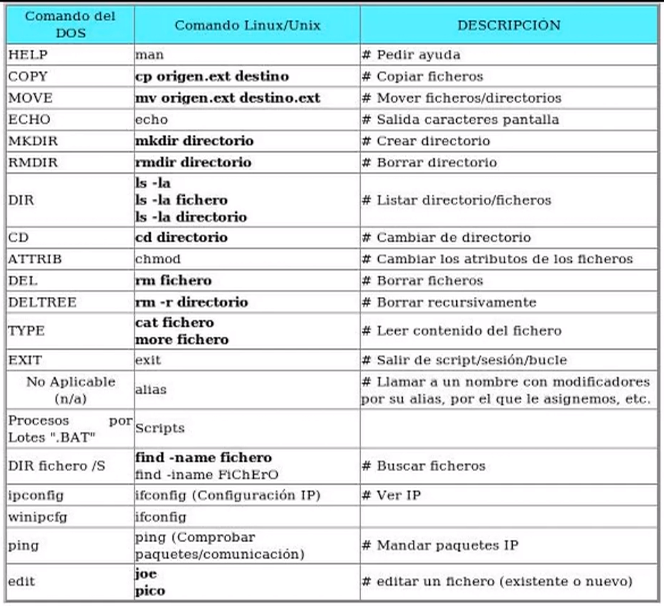 Comando del DOS Comando Linux/Unix DESCRIPCIÓN
HELP man # Pedir ayuda
COPY cp origen.ext destino # Copiar ficheros
MOVE mv origen.ext destino.ext # Mover ficheros/directorios
ECHO echo # Salida caracteres pantalla
MKDIR mkdir directorio # Crear directorio
RMDIR rmdir directorio # Borrar directorio
DIR
ls -la
ls -la fichero
ls -la directorio
# Listar directorio/ficheros
CD cd directorio # Cambiar de directorio
ATTRIB chmod # Cambiar los atributos de los ficheros
DEL rm fichero # Borrar ficheros
DELTREE rm -r directorio # Borrar recursivamente
TYPE
cat fichero
more fichero
# Leer contenido del fichero
EXIT exit # Salir de script/sesión/bucle
No Aplicable
(n/a)
alias
# Llamar a un nombre con modificadores
por su alias, por el que le asignemos, etc.
Procesos por
Lotes ".BAT"
Scripts
DIR fichero /S
find -name fichero
find -iname FiChErO
# Buscar ficheros
ipconfig ifconfig (Configuración IP) # Ver IP
winipcfg ifconfig
ping
ping (Comprobar
paquetes/comunicación)
# Mandar paquetes IP
edit
joe
pico
# editar un fichero (existente o nuevo)